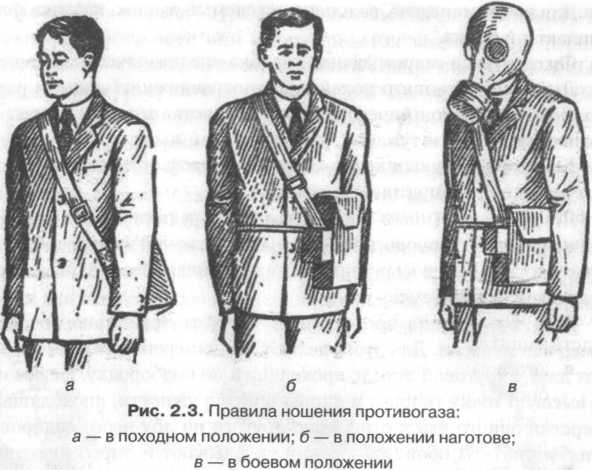 а
б
в
Рис. 2.3. Правила ношения противогаза:
а — в походном положении; б — в положении наготове;
в — в боевом положении